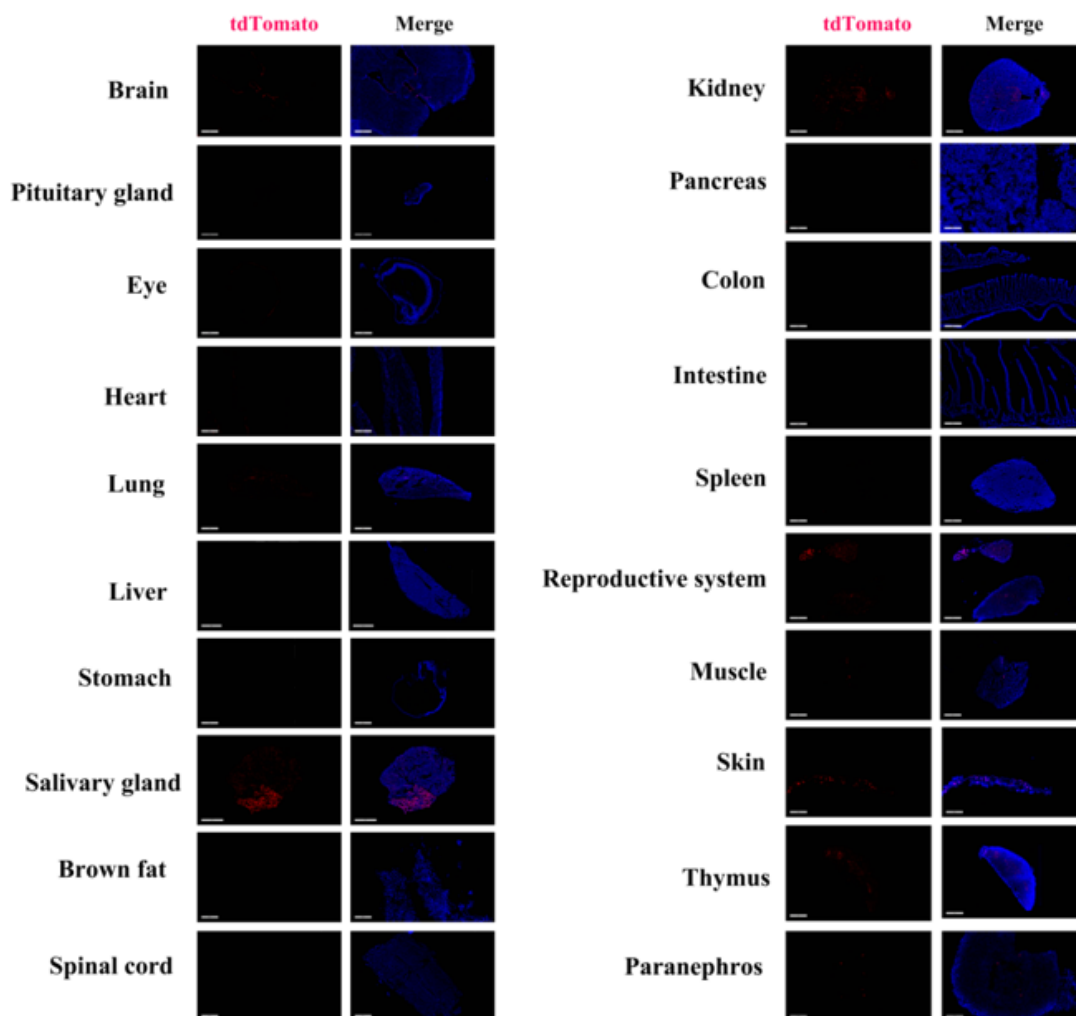 tdTomato Merge tdTomato Merge
Brain Kidney
Pituitary gland Pancreas
Eye Colon
Heart Intestine
Lung Spleen
Liver Reproductive system
Stomach Muscle
Salivary gland Skin
Brown fat Thymus
Spinal cord Paranephros